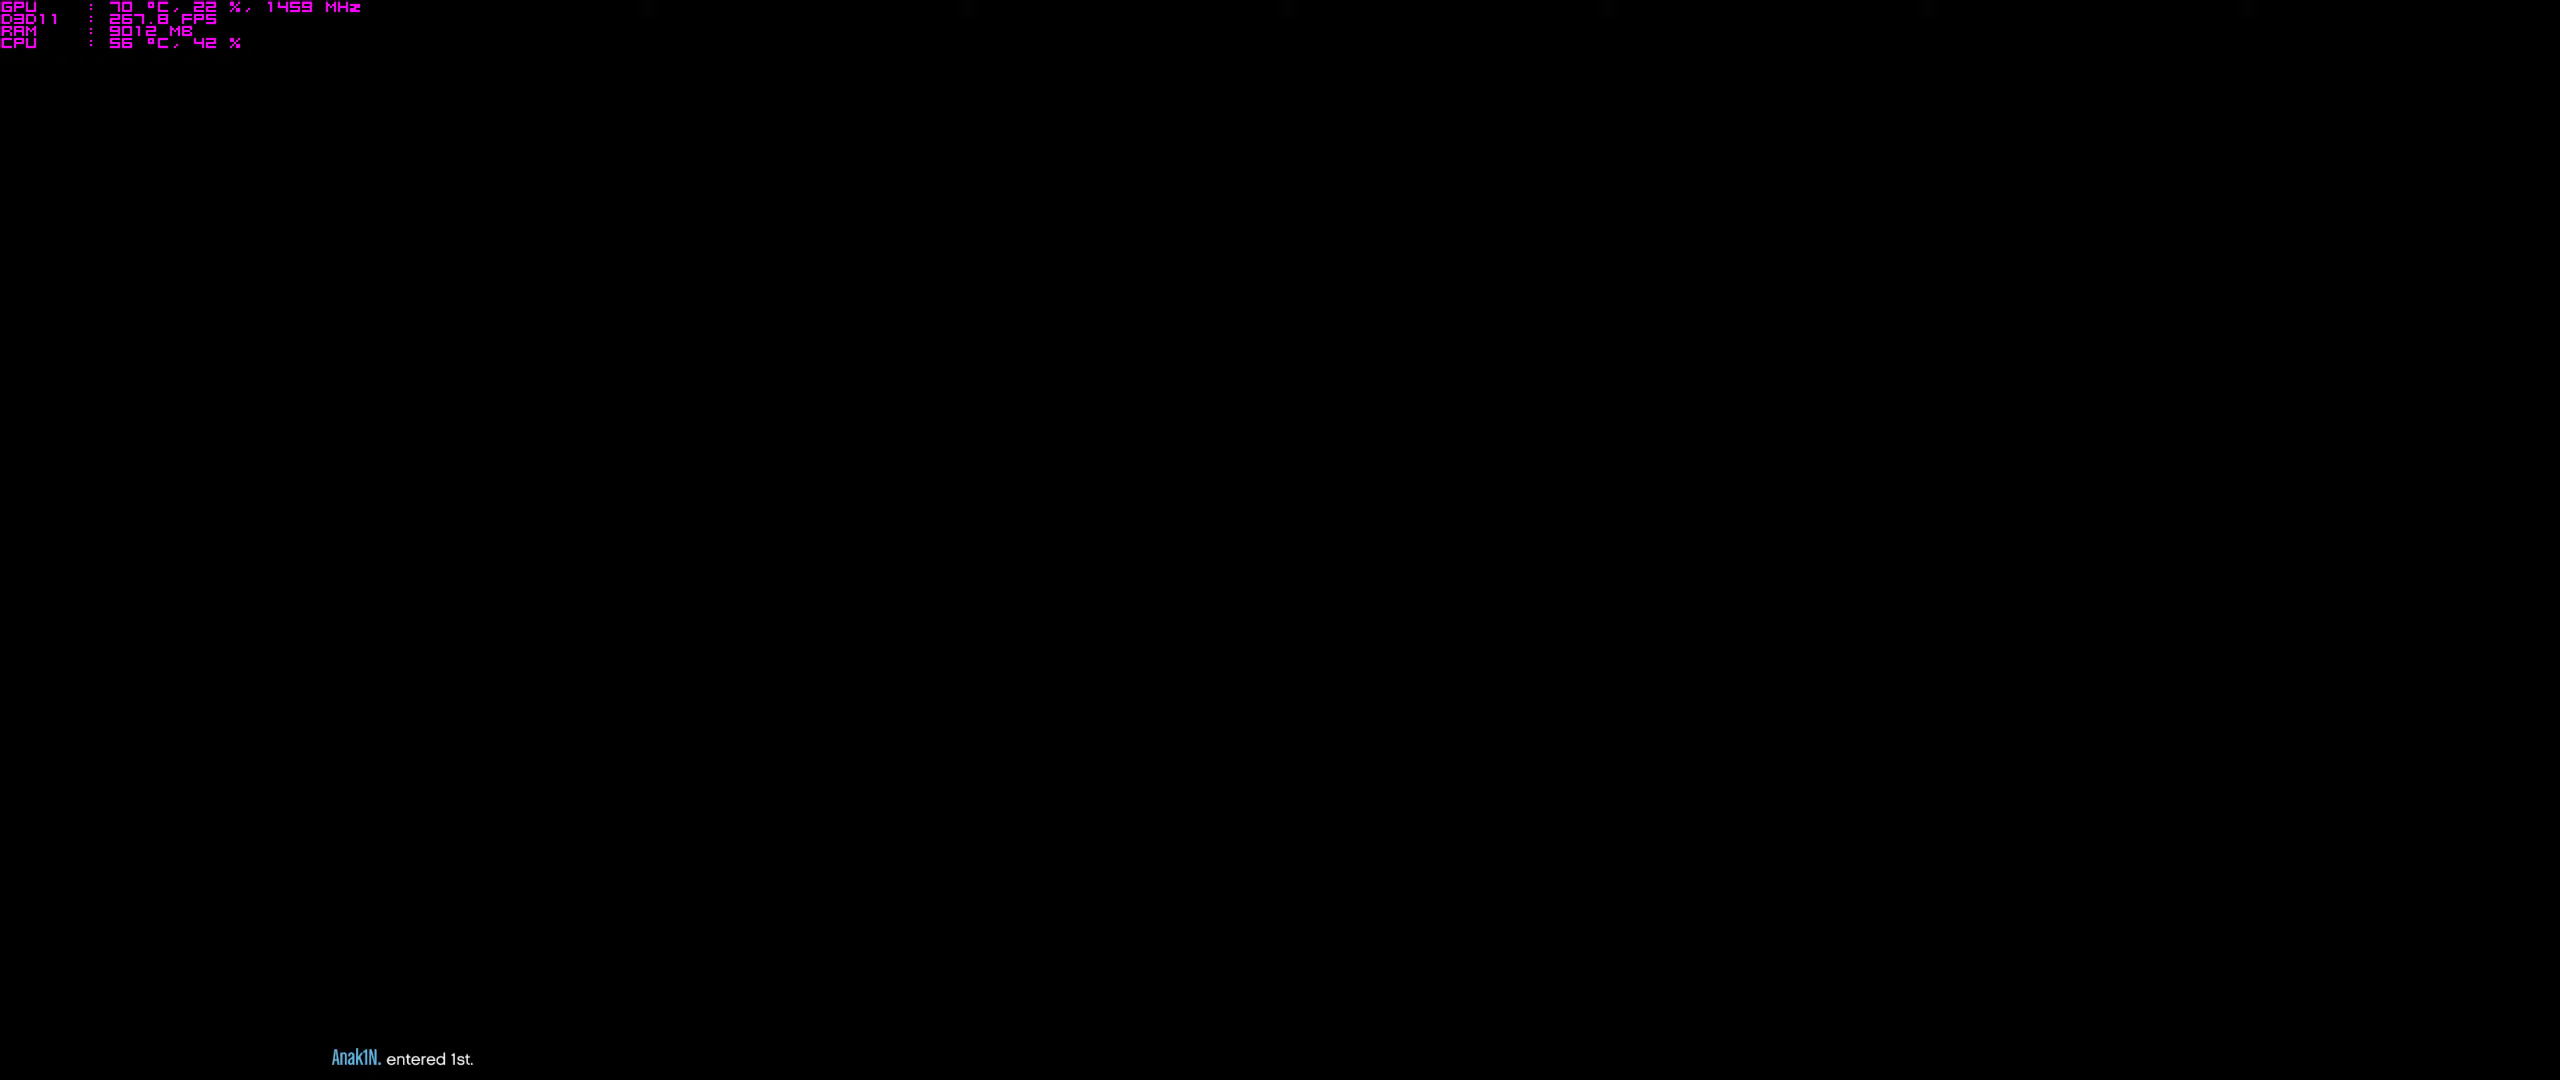 GPU : 70 °C, 22 %, 1459 MHz
D3D11 : 267.8 FPS
RAM : 9012 MB
CPU : 56 °C, 42 %
Anak1N. entered 1st.